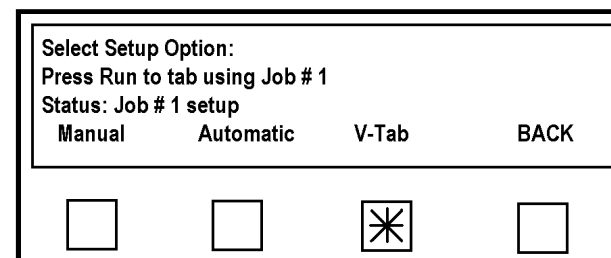 Select Setup Option:
Press Run to tab using Job # 1
Status: Job # 1 setup
Manual Automatic V-Tab BACK